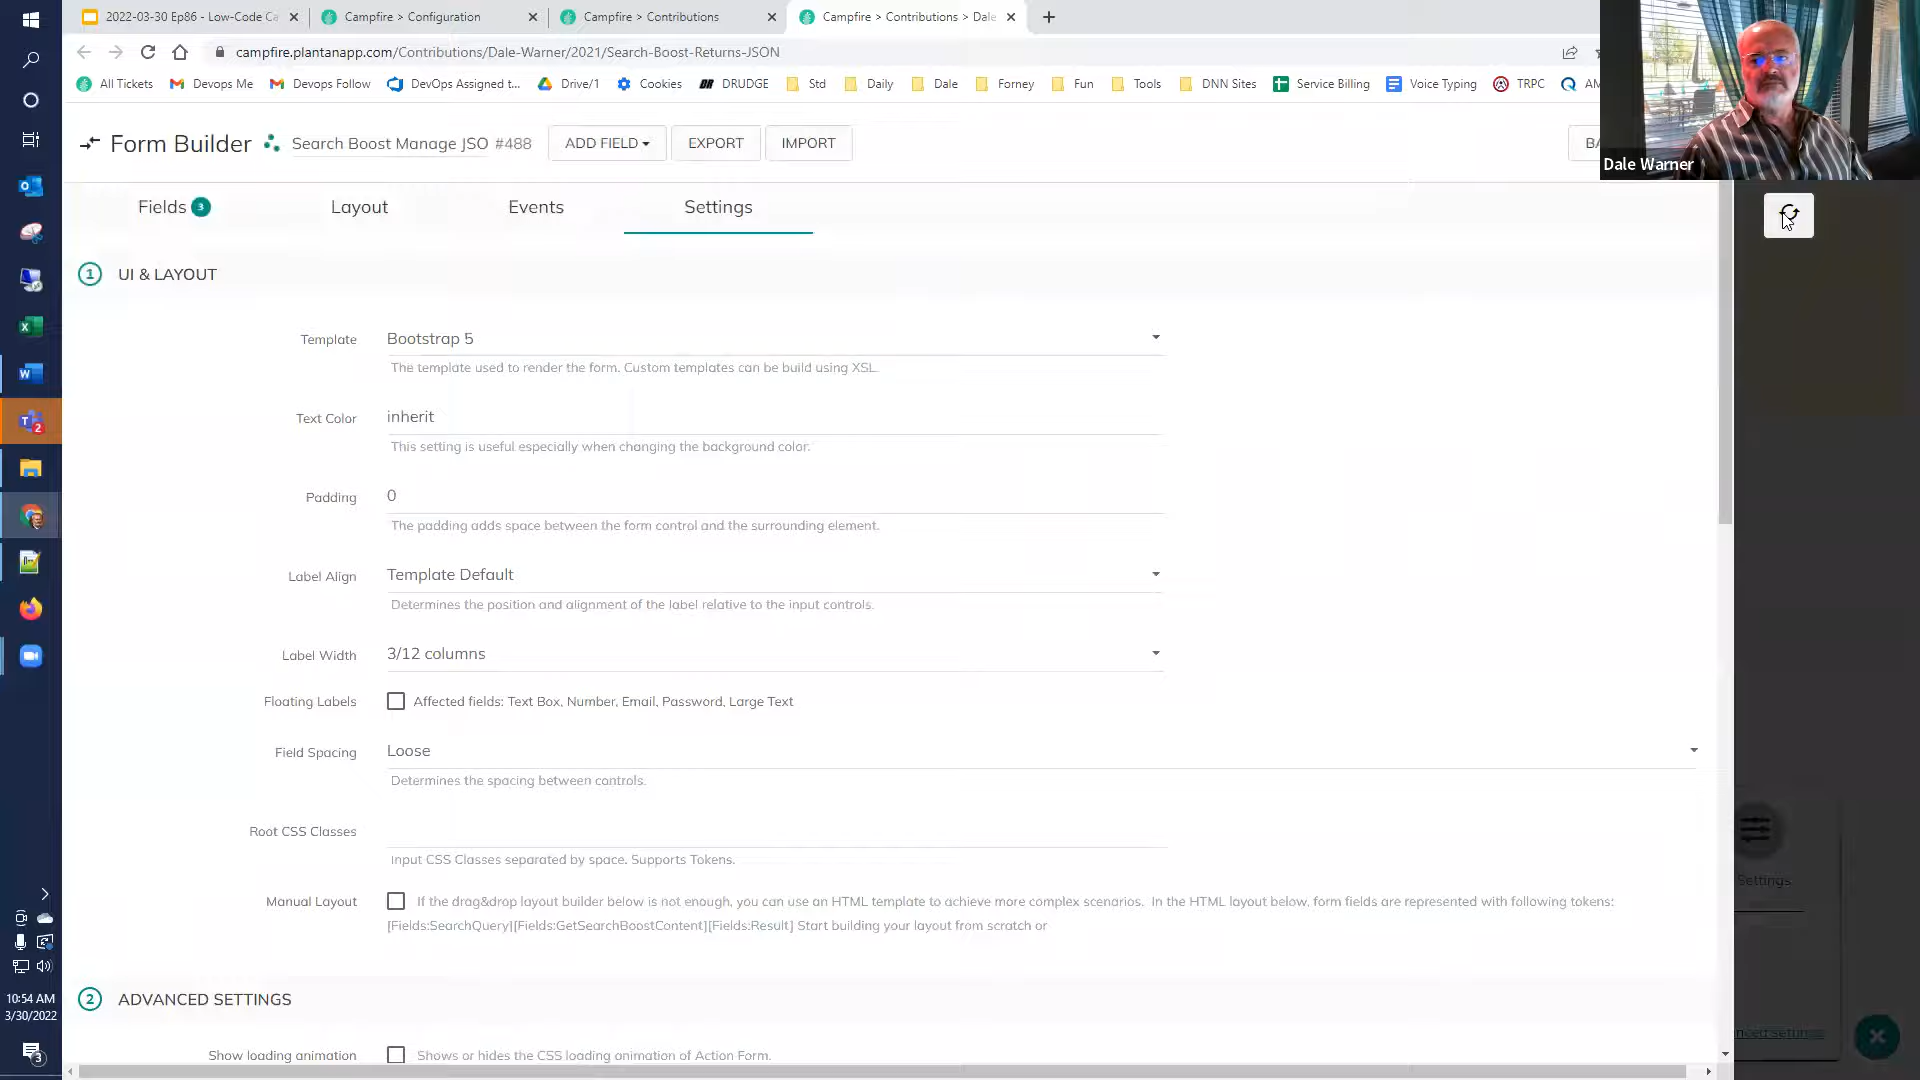 2022-03-30 Ep86 - Low-Code Ca
Campfire > Configuration
Campfire > Contributions
Campfire > Contributions > Dale
campfire.plantanapp.com/Contributions/Dale-Warner/2021/Search-Boost-Returns-JSON
All Tickets Devops Me Devops Follow DevOps Assigned t... Drive/1 Cookies DRUDGE Std Daily Dale Forney Fun Tools DNN Sites Service Billing Voice Typing TRPC
Form Builder Search Boost Manage JSO #488 ADD FIELD EXPORT IMPORT
Dale Warner
Fields 3 Layout Events Settings
1 UI & LAYOUT
Template Bootstrap 5
The template used to render the form. Custom templates can be build using XSL.
Text Color inherit
This setting is useful especially when changing the background color.
Padding 0
The padding adds space between the form control and the surrounding element.
Label Align Template Default
Determines the position and alignment of the label relative to the input controls.
Label Width 3/12 columns
Floating Labels Affected fields: Text Box, Number, Email, Password, Large Text
Field Spacing Loose
Determines the spacing between controls.
Root CSS Classes
Input CSS Classes separated by space. Supports Tokens.
Manual Layout If the drag&drop layout builder below is not enough, you can use an HTML template to achieve more complex scenarios. In the HTML layout below, form fields are represented with following tokens:
[Fields:SearchQuery][Fields:GetSearchBoostContent][Fields:Result] Start building your layout from scratch or
Settings
2 ADVANCED SETTINGS
Show loading animation Shows or hides the CSS loading animation of Action Form.
10:54 AM
3/30/2022
3